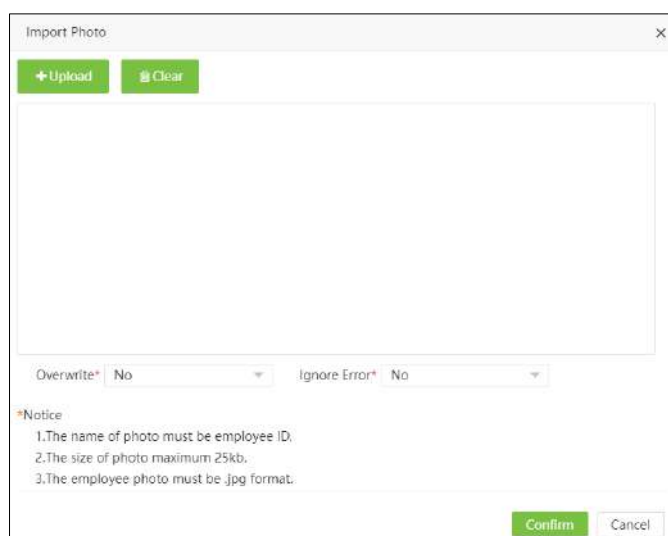 Import Photo
Upload Clear
Overwrite* No Ignore Error* No
*Notice
1.The name of photo must be employee ID.
2.The size of photo maximum 25kb.
3.The employee photo must be .jpg format.
Confirm Cancel